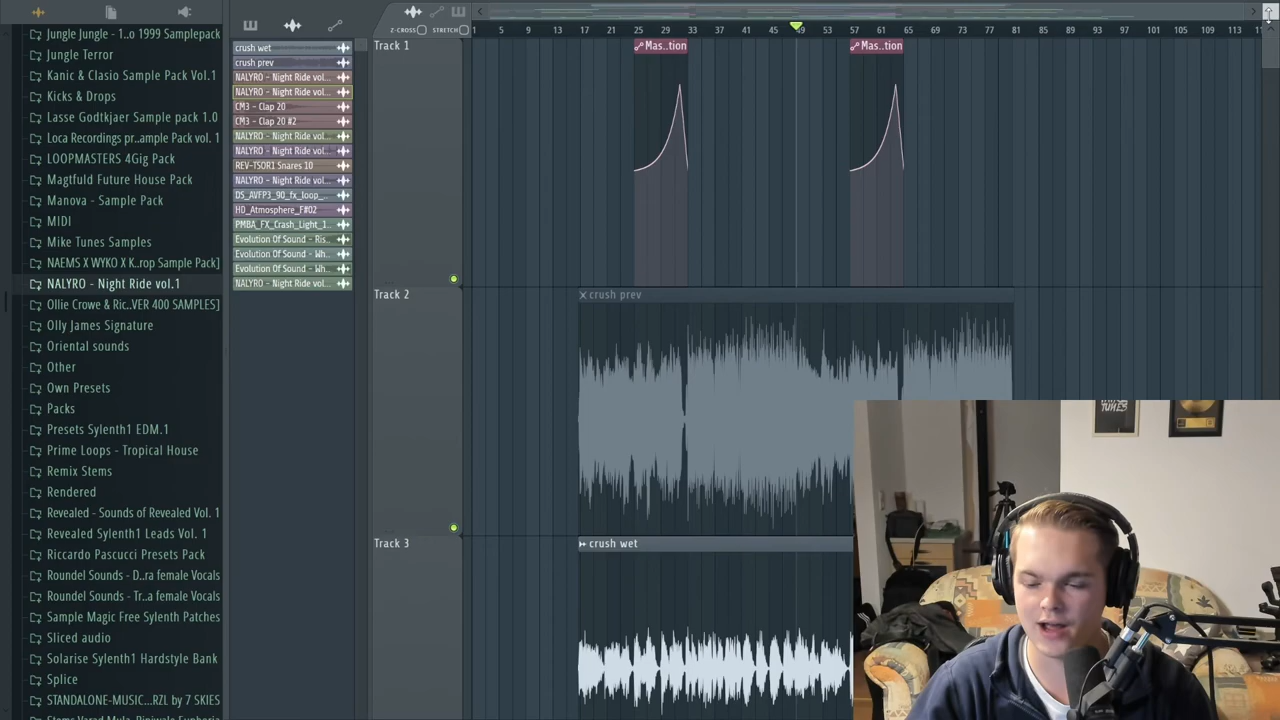 Jungle Jungle - 1...o 1999 Samplepack
Jungle Terror
Kanic & Clasio Sample Pack Vol.1
Kicks & Drops
Lasse Godtkjaer Sample pack 1.0
Loca Recordings pr..ample Pack vol. 1
LOOPMASTERS 4Gig Pack
Magtfuld Future House Pack
Manova - Sample Pack
MIDI
Mike Tunes Samples
NAEMS X WYKO X K..rop Sample Pack]
NALYRO - Night Ride vol.1
Ollie Crowe & Ric..VER 400 SAMPLES]
Olly James Signature
Oriental sounds
Other
Own Presets
Packs
Presets Sylenth1 EDM.1
Prime Loops - Tropical House
Remix Stems
Rendered
Revealed - Sounds of Revealed Vol. 1
Revealed Sylenth1 Leads Vol. 1
Riccardo Pascucci Presets Pack
Roundel Sounds - D..ra female Vocals
Roundel Sounds - Tr..a female Vocals
Sample Magic Free Sylenth Patches
Sliced audio
Solarise Sylenth1 Hardstyle Bank
Splice
STANDALONE-MUSIC...RZL by 7 SKIES
crush wet
crush prev
NALYRO - Night Ride vol...
NALYRO - Night Ride vol...
CM3 - Clap 20
CM3 - Clap 20 #2
NALYRO - Night Ride vol...
NALYRO - Night Ride vol...
REV-TSOR1 Snares 10
NALYRO - Night Ride vol...
DS_AVFP3_90_fx_loop_...
HD_Atmosphere_F#02
PMBA_FX_Crash_Light_1...
Evolution Of Sound - Ris...
Evolution Of Sound - Wh...
Evolution Of Sound - Wh...
NALYRO - Night Ride vol...
Z-CROSS STRETCH
1 5 9 13 17 21 25 29 33 37 41 45 49 53 57 61 65 69 73 77 81 85 89 93 97 101 105 109 113
Track 1
Mas..tion
Mas..tion
Track 2
crush prev
Track 3
crush wet
TUNES